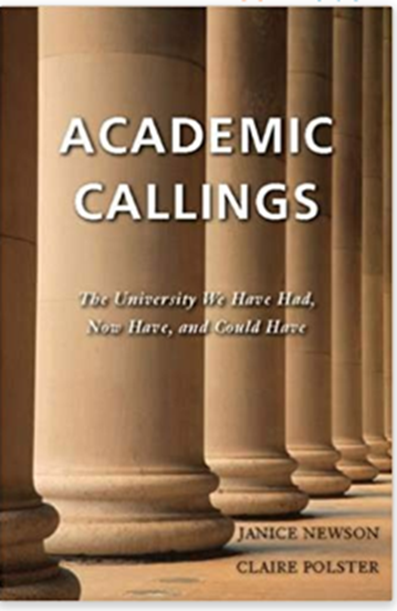 ACADEMIC
CALLINGS
The University We Have Had,
Now Have, and Could Have
JANICE NEWSON
CLAIRE POLSTER